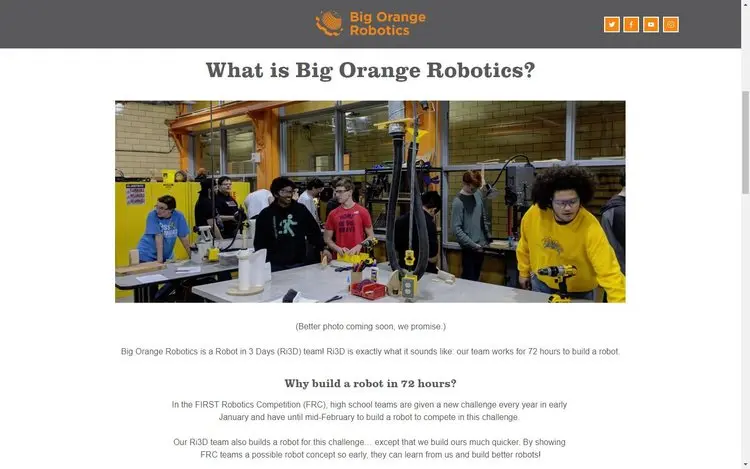 Big Orange
Robotics
What is Big Orange Robotics?
(Better photo coming soon, we promise.)
Big Orange Robotics is a Robot in 3 Days (Ri3D) team! Ri3D is exactly what it sounds like: our team works for 72 hours to build a robot.
Why build a robot in 72 hours?
In the FIRST Robotics Competition (FRC), high school teams are given a new challenge every year in early
January and have until mid-February to build a robot to compete in this challenge.
Our Ri3D team also builds a robot for this challenge... except that we build ours much quicker. By showing
FRC teams a possible robot concept so early, they can learn from us and build better robots!